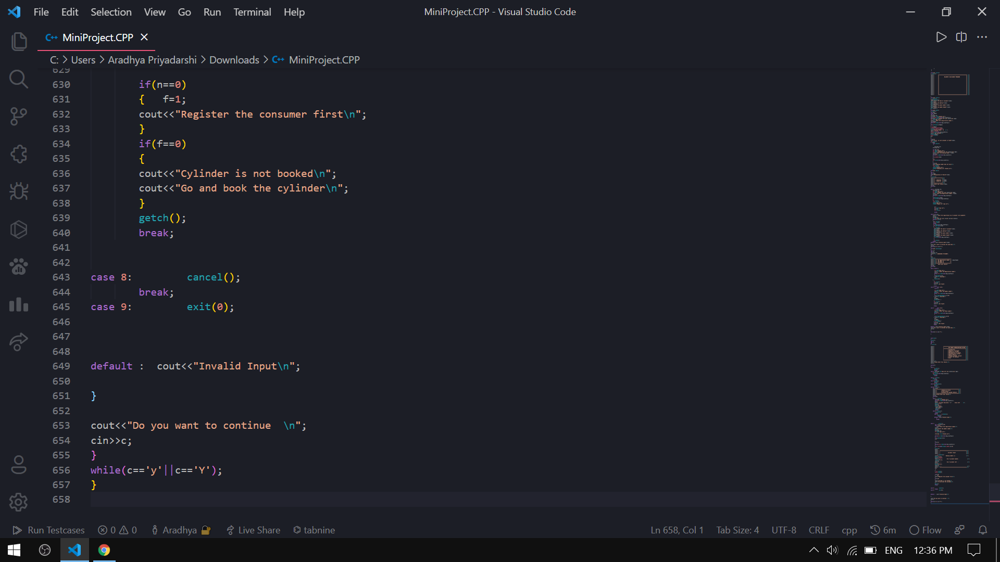 File Edit Selection View Go Run Terminal Help MiniProject.CPP - Visual Studio Code
C++ MiniProject.CPP
C: > Users > Aradhya Priyadarshi > Downloads > C++ MiniProject.CPP
629
630 if(n==0)
631 { f=1;
632 cout<<"Register the consumer first\n";
633 }
634 if(f==0)
635 {
636 cout<<"Cylinder is not booked\n";
637 cout<<"Go and book the cylinder\n";
638 }
639 getch();
640 break;
641
642
643 case 8: cancel();
644 break;
645 case 9: exit(0);
646
647
648
649 default : cout<<"Invalid Input\n";
650
651 }
652
653 cout<<"Do you want to continue  \n";
654 cin>>c;
655 }
656 while(c=='y'||c=='Y');
657 }
658
Run Testcases 0 0 Aradhya Live Share tabnine Ln 658, Col 1 Tab Size: 4 UTF-8 CRLF cpp 6m Flow
ENG 12:36 PM